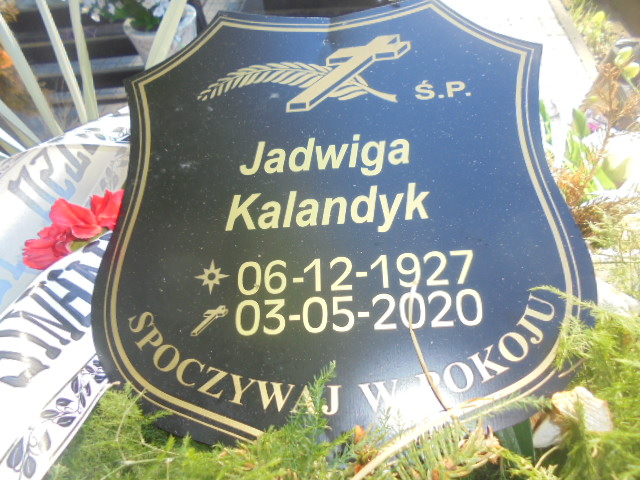 Ś.P.
Jadwiga
Kalandyk
06-12-1927
03-05-2020
SPOCZYWAJ W POKOJU